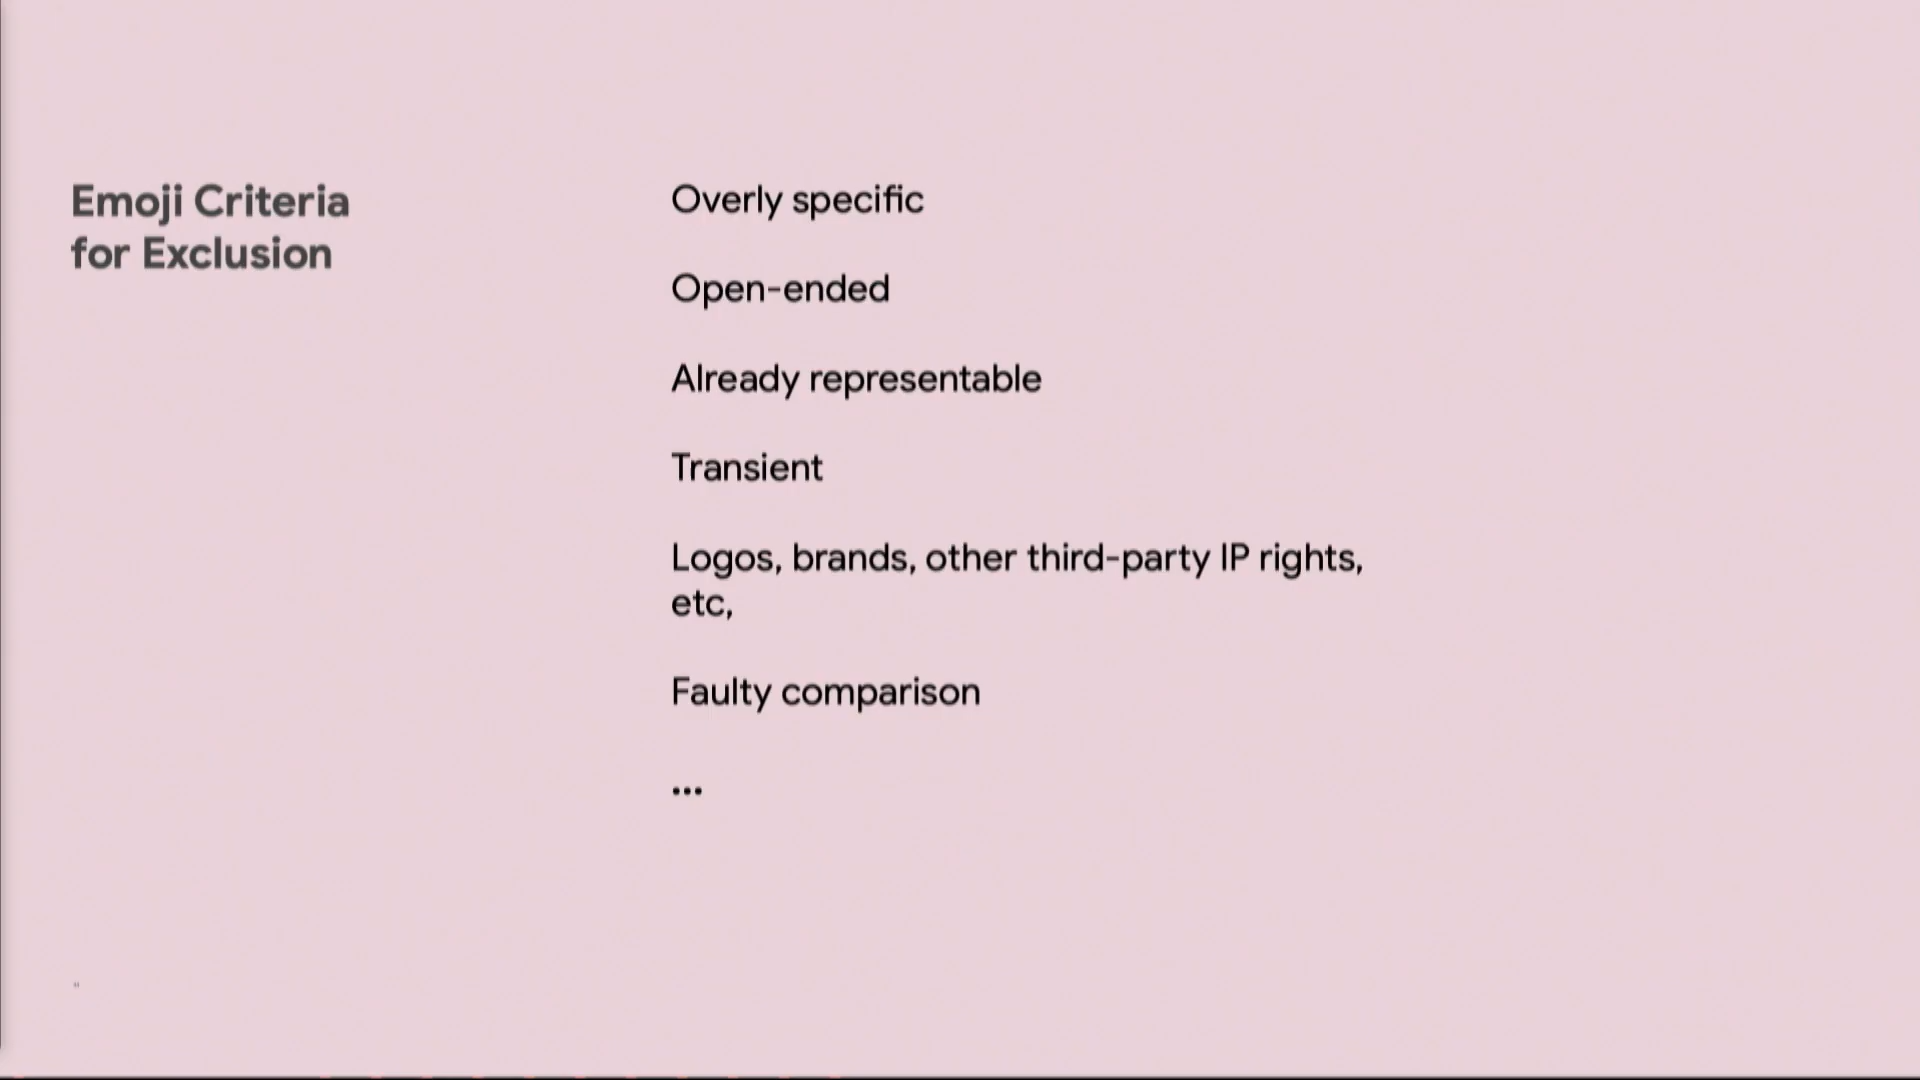 Emoji Criteria
for Exclusion
Overly specific
Open-ended
Already representable
Transient
Logos, brands, other third-party IP rights,
etc,
Faulty comparison
...